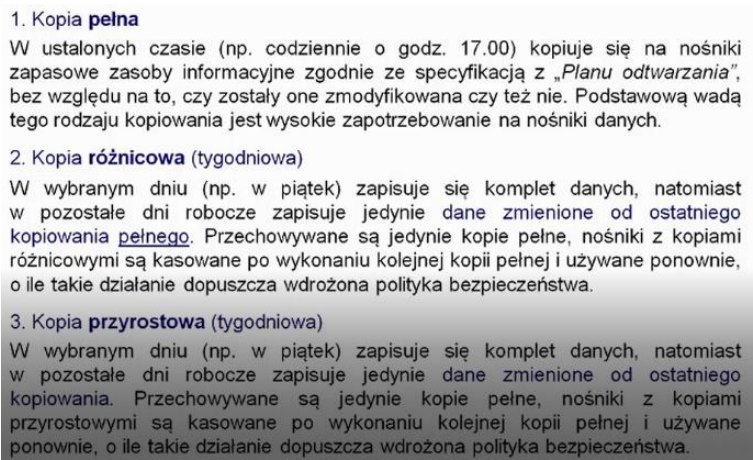 1. Kopia pełna
W ustalonych czasie (np. codziennie o godz. 17.00) kopiuje się na nośniki
zapasowe zasoby informacyjne zgodnie ze specyfikacją z „Planu odtwarzania”,
bez względu na to, czy zostały one zmodyfikowana czy też nie. Podstawową wadą
tego rodzaju kopiowania jest wysokie zapotrzebowanie na nośniki danych.
2. Kopia różnicowa (tygodniowa)
W wybranym dniu (np. w piątek) zapisuje się komplet danych, natomiast
w pozostałe dni robocze zapisuje jedynie dane zmienione od ostatniego
kopiowania pełnego. Przechowywane są jedynie kopie pełne, nośniki z kopiami
różnicowymi są kasowane po wykonaniu kolejnej kopii pełnej i używane ponownie,
o ile takie działanie dopuszcza wdrożona polityka bezpieczeństwa.
3. Kopia przyrostowa (tygodniowa)
W wybranym dniu (np. w piątek) zapisuje się komplet danych, natomiast
w pozostałe dni robocze zapisuje jedynie dane zmienione od ostatniego
kopiowania. Przechowywane są jedynie kopie pełne, nośniki z kopiami
przyrostowymi są kasowane po wykonaniu kolejnej kopii pełnej i używane
ponownie, o ile takie działanie dopuszcza wdrożona polityka bezpieczeństwa.